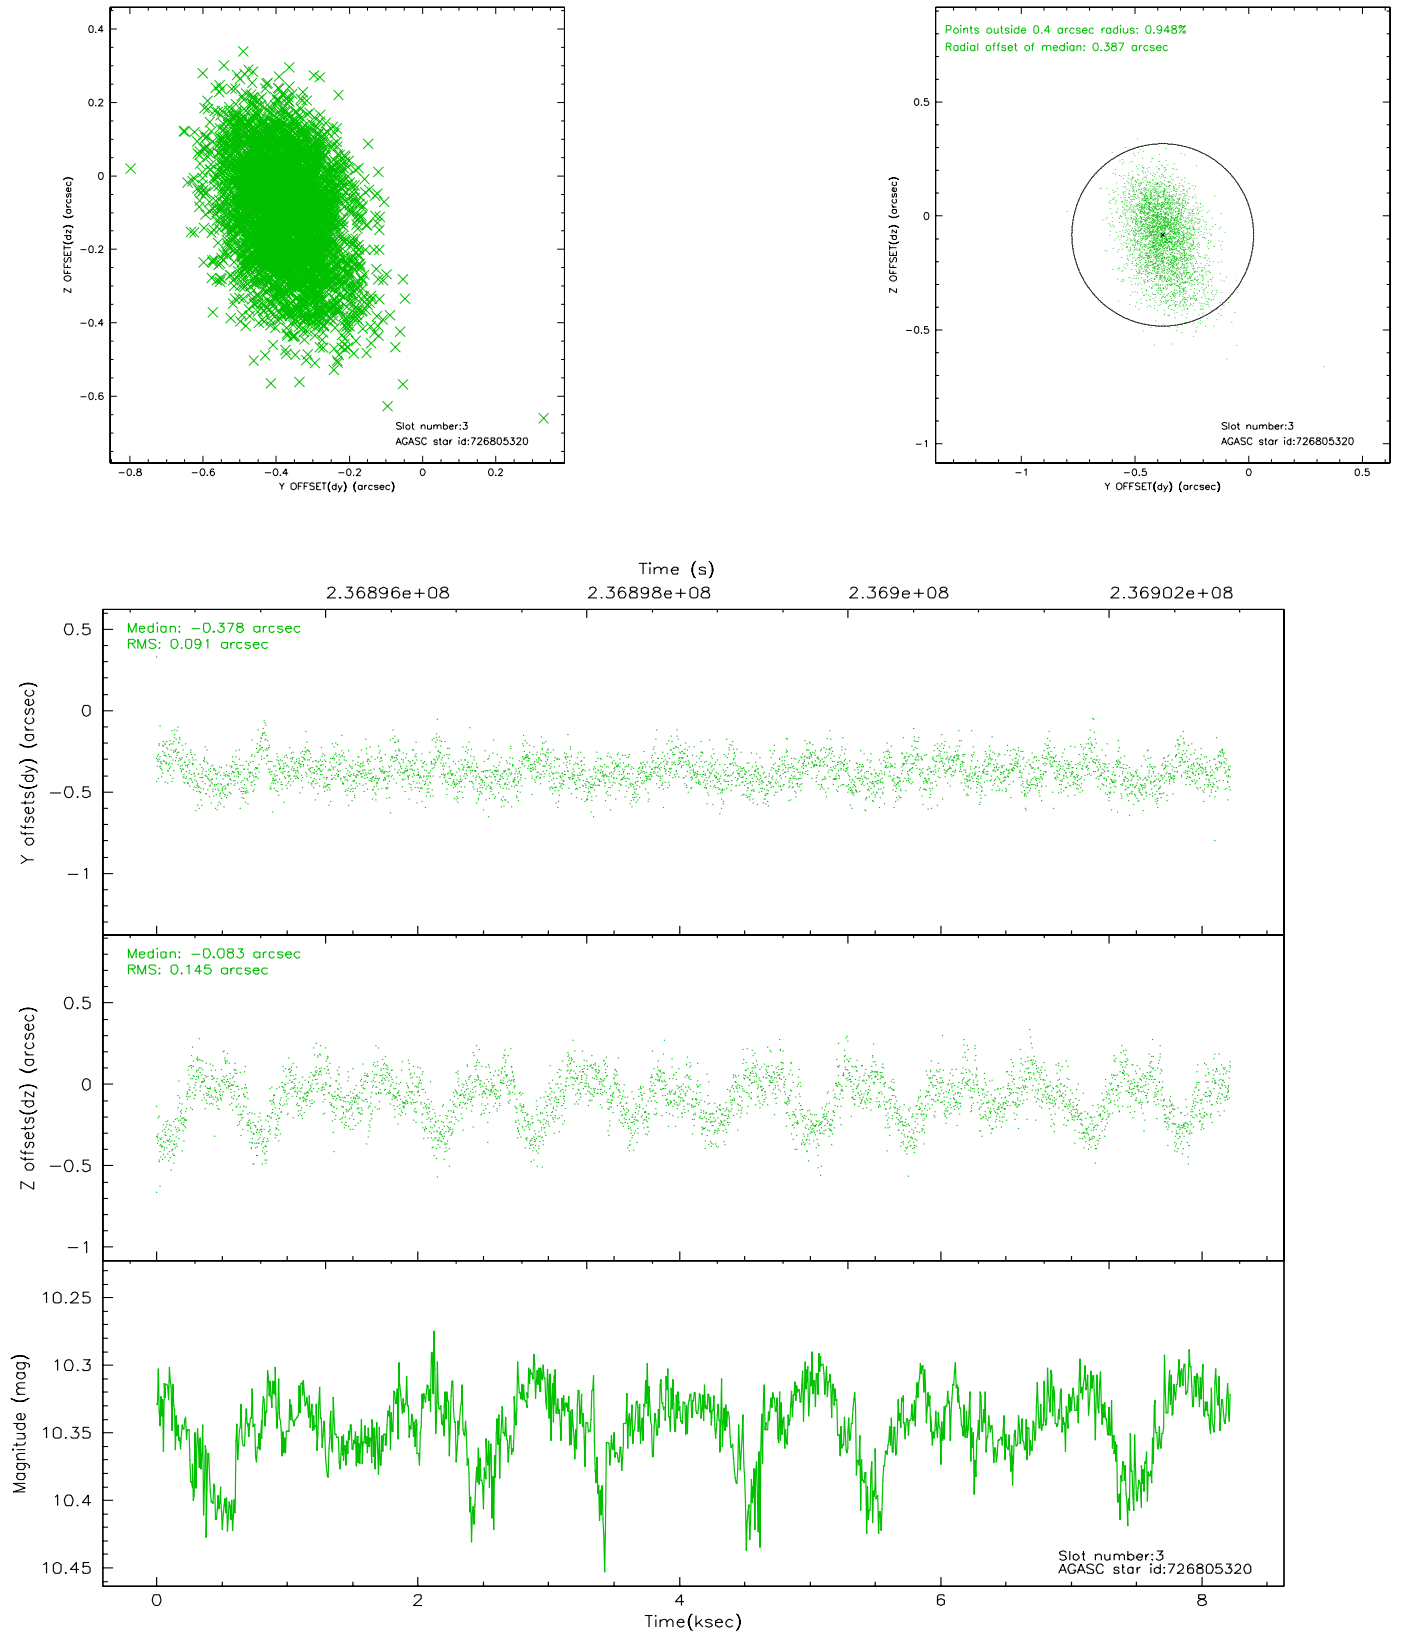 0.4
0.2
0
-0.2
-0.4
-0.6
Z OFFSET(dz) (arcsec)
-0.8
-0.6
-0.4
-0.2
0
0.2
Y OFFSET(dy) (arcsec)
Slot number:3
AGASC star id:726805320
Points outside 0.4 arcsec radius: 0.948%
Radial offset of median: 0.387 arcsec
0.5
0
-0.5
-1
Z OFFSET(dz) (arcsec)
-1
-0.5
0
0.5
Y OFFSET(dy) (arcsec)
Slot number:3
AGASC star id:726805320
Time (s)
2.36896e+08
2.36898e+08
2.369e+08
2.36902e+08
Median: -0.378 arcsec
RMS: 0.091 arcsec
0.5
0
-0.5
-1
Y offsets(dy) (arcsec)
Median: -0.083 arcsec
RMS: 0.145 arcsec
0.5
0
-0.5
-1
Z offsets(dz) (arcsec)
10.25
10.3
10.35
10.4
10.45
Magnitude (mag)
Slot number:3
AGASC star id:726805320
0
2
4
6
8
Time(ksec)